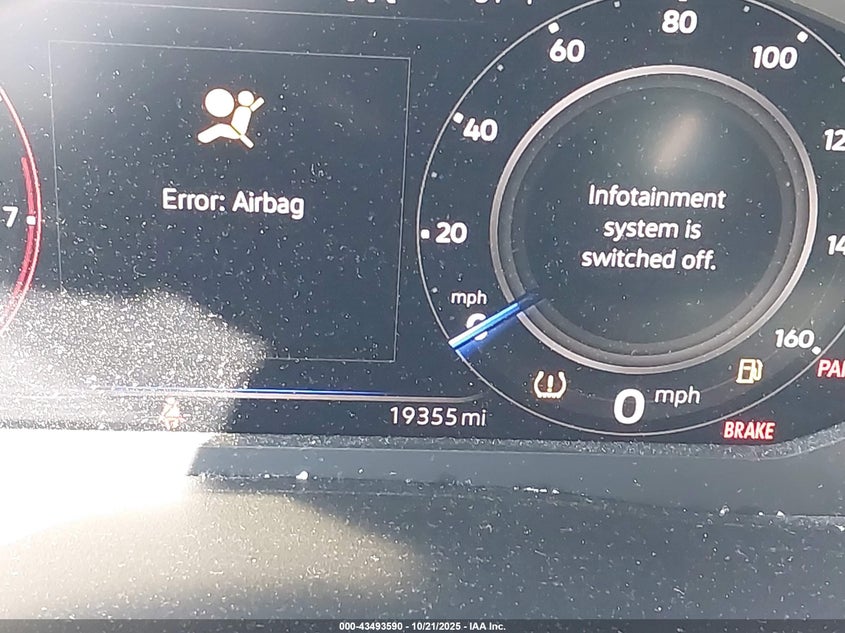 80
60
100
40
7
Error: Airbag
20
Infotainment
system is
switched off.
mph
160
0 mph
19355 mi
BRAKE
000-43493590 - 10/21/2025 - IAA Inc.